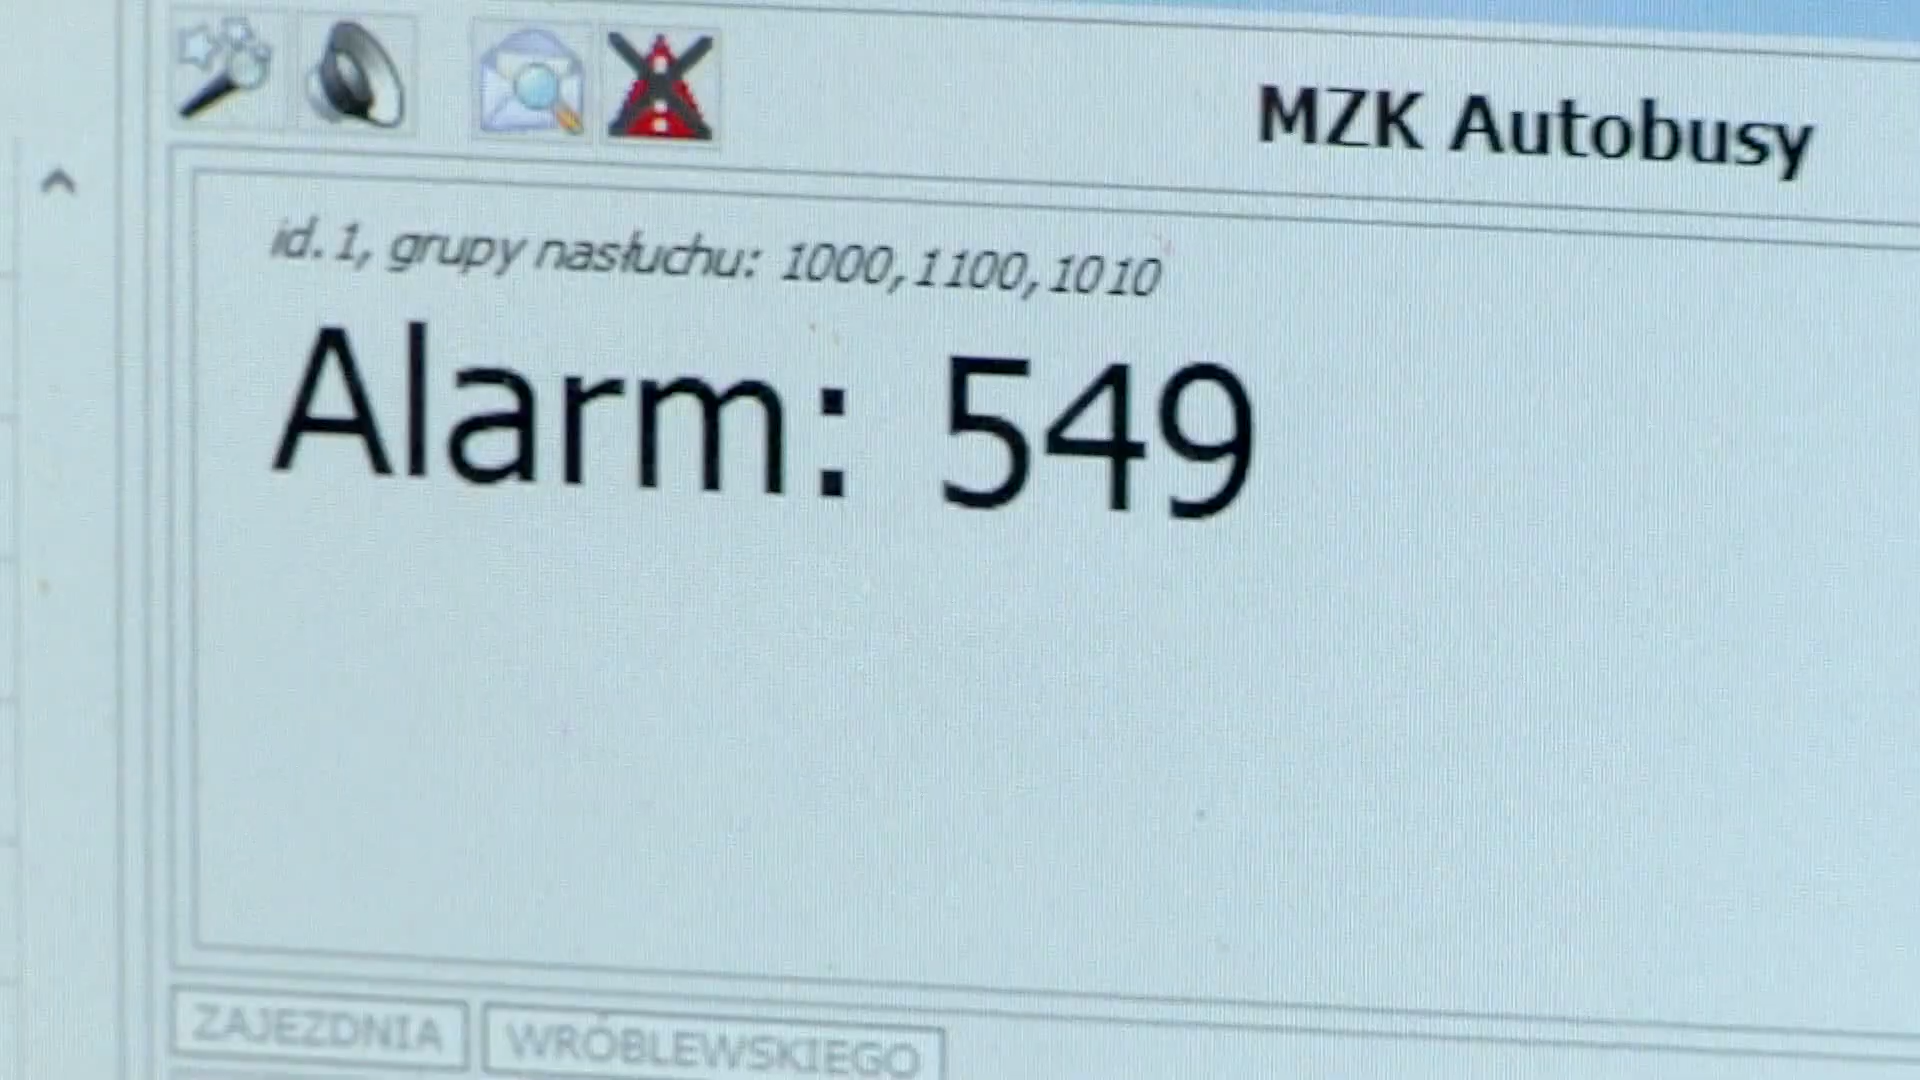 MZK Autobusy
id. 1, grupy nasłuchu: 1000,1100,1010
Alarm: 549
ZAJEZDNIA
WRÓBLEWSKIEGO